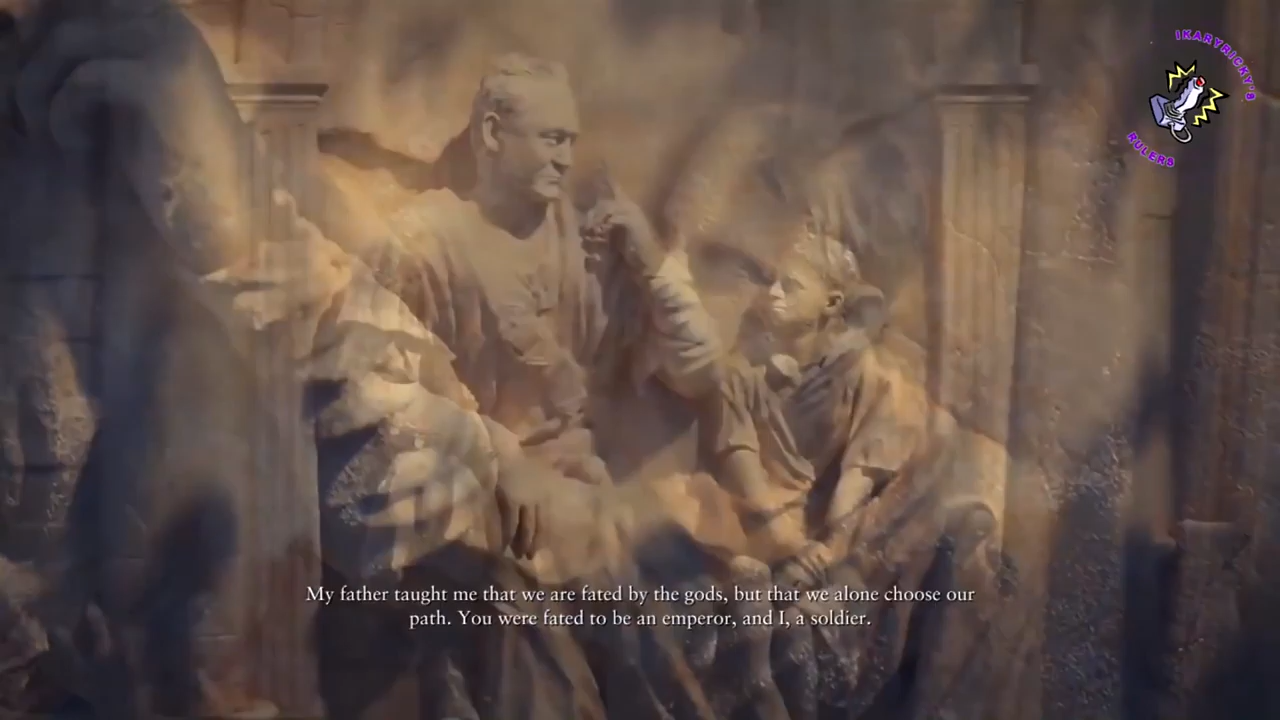 IKARYRICKY'S
RULERS
My father taught me that we are fated by the gods, but that we alone choose our
path. You were fated to be an emperor, and I, a soldier.